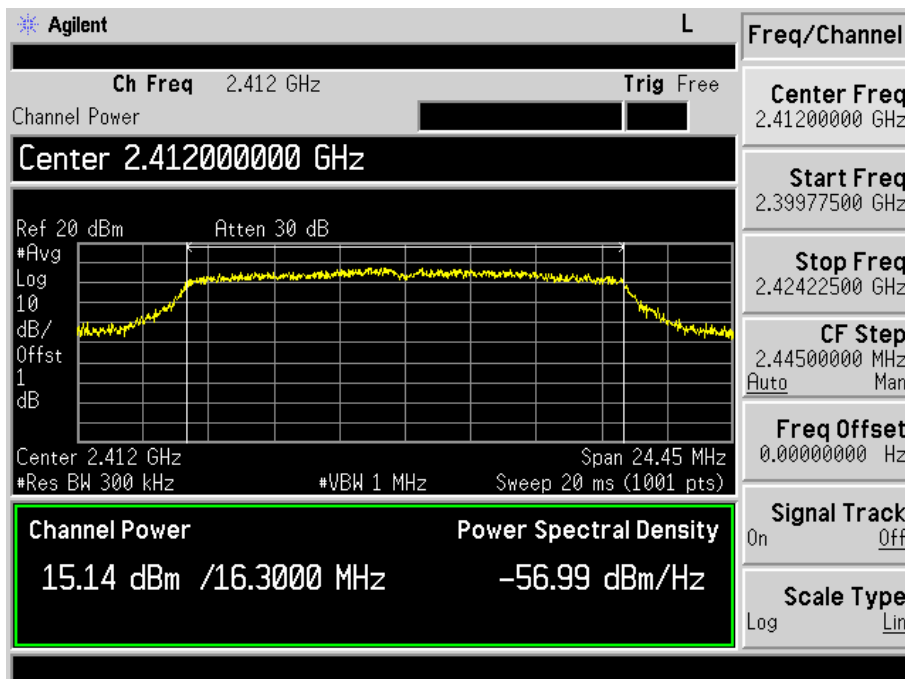 Agilent L
Ch Freq 2.412 GHz Trig Free
Channel Power
Center 2.412000000 GHz
Ref 20 dBm Atten 30 dB
#Avg
Log
10
dB/
Offst
1
dB
Center 2.412 GHz Span 24.45 MHz
#Res BW 300 kHz #VBW 1 MHz Sweep 20 ms (1001 pts)
Channel Power Power Spectral Density
15.14 dBm /16.3000 MHz -56.99 dBm/Hz
Freq/Channel
Center Freq
2.41200000 GHz
Start Freq
2.39977500 GHz
Stop Freq
2.42422500 GHz
CF Step
2.44500000 MHz
Auto Man
Freq Offset
0.00000000 Hz
Signal Track
On Off
Scale Type
Log Lin